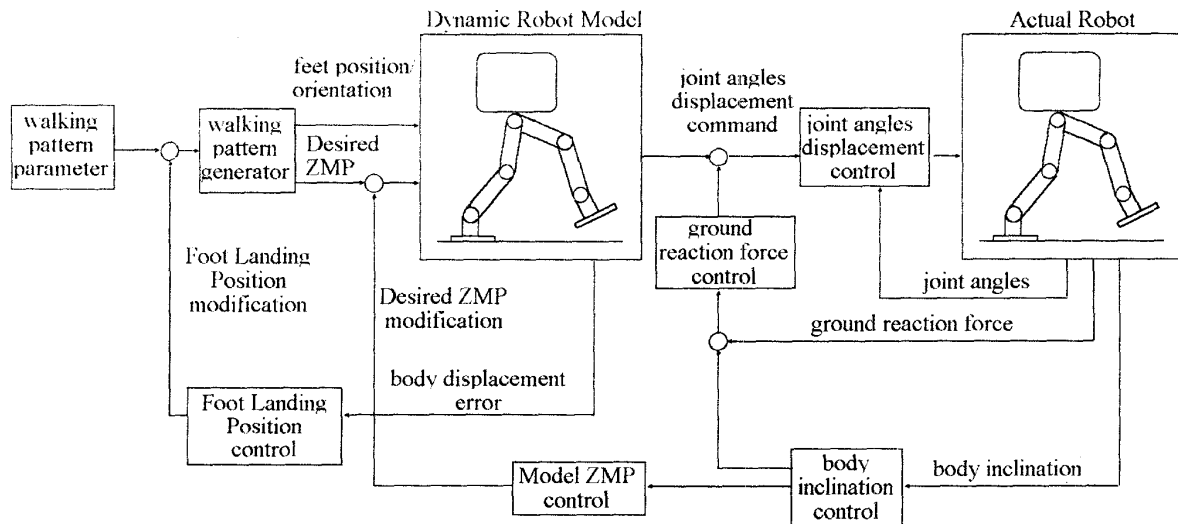 Dynamic Robot Model
Actual Robot
feet position/
orientation
joint angles
displacement
command
walking
pattern
parameter
walking
pattern
generator
Desired
ZMP
joint angles
displacement
control
ground
reaction force
control
Foot Landing
Position
modification
Desired ZMP
modification
joint angles
ground reaction force
body displacement
error
Foot Landing
Position
control
Model ZMP
control
body
inclination
control
body inclination